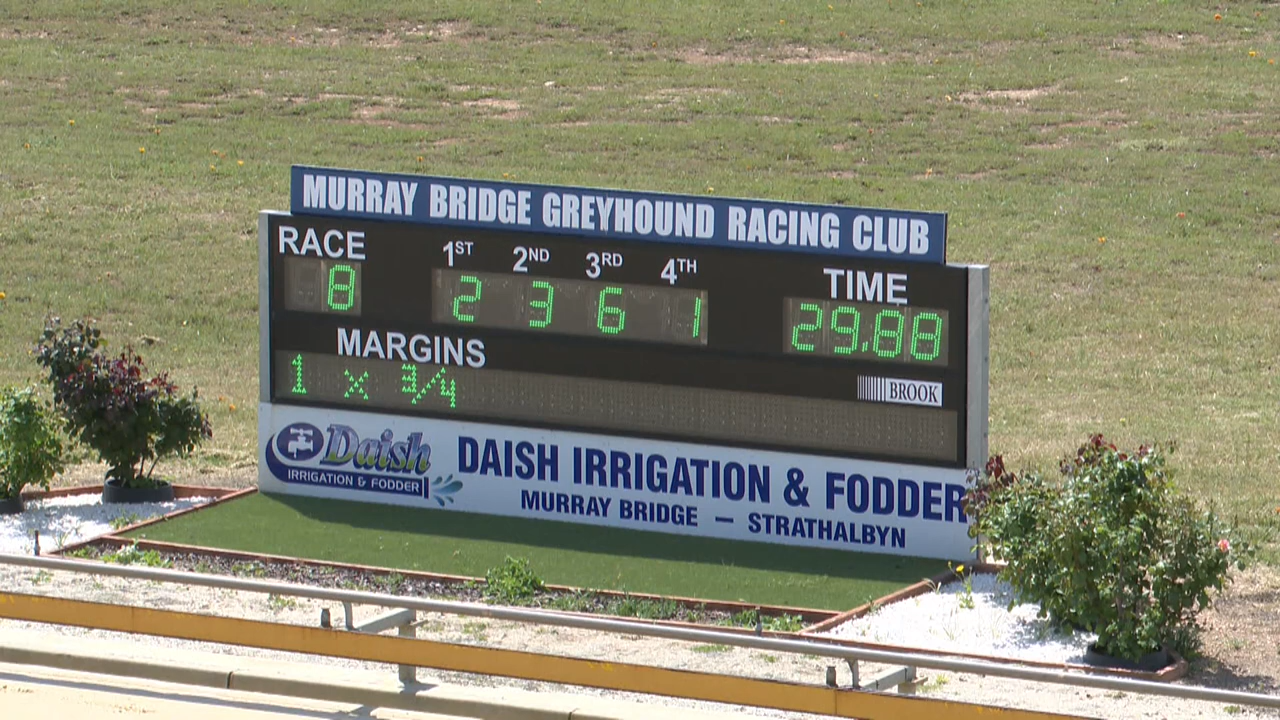 MURRAY BRIDGE GREYHOUND RACING CLUB
RACE 1ST 2ND 3RD 4TH TIME
8 2 3 6 1 29.88
MARGINS
1 x 3/4
BROOK
Daish
IRRIGATION & FODDER
DAISH IRRIGATION & FODDER
MURRAY BRIDGE — STRATHALBYN